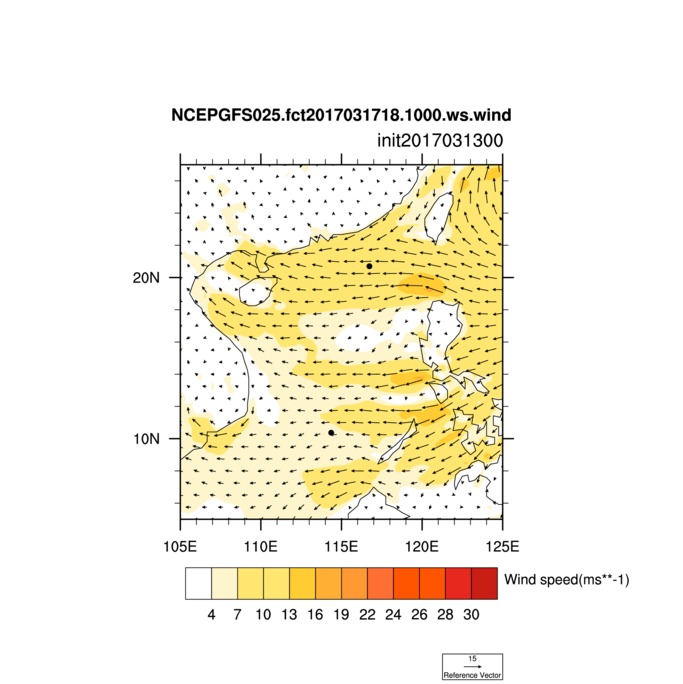 NCEPGFS025.fct2017031718.1000.ws.wind
init2017031300
20N
10N
105E 110E 115E 120E 125E
Wind speed(ms**-1)
4 7 10 13 16 19 22 24 26 28 30
15
Reference Vector